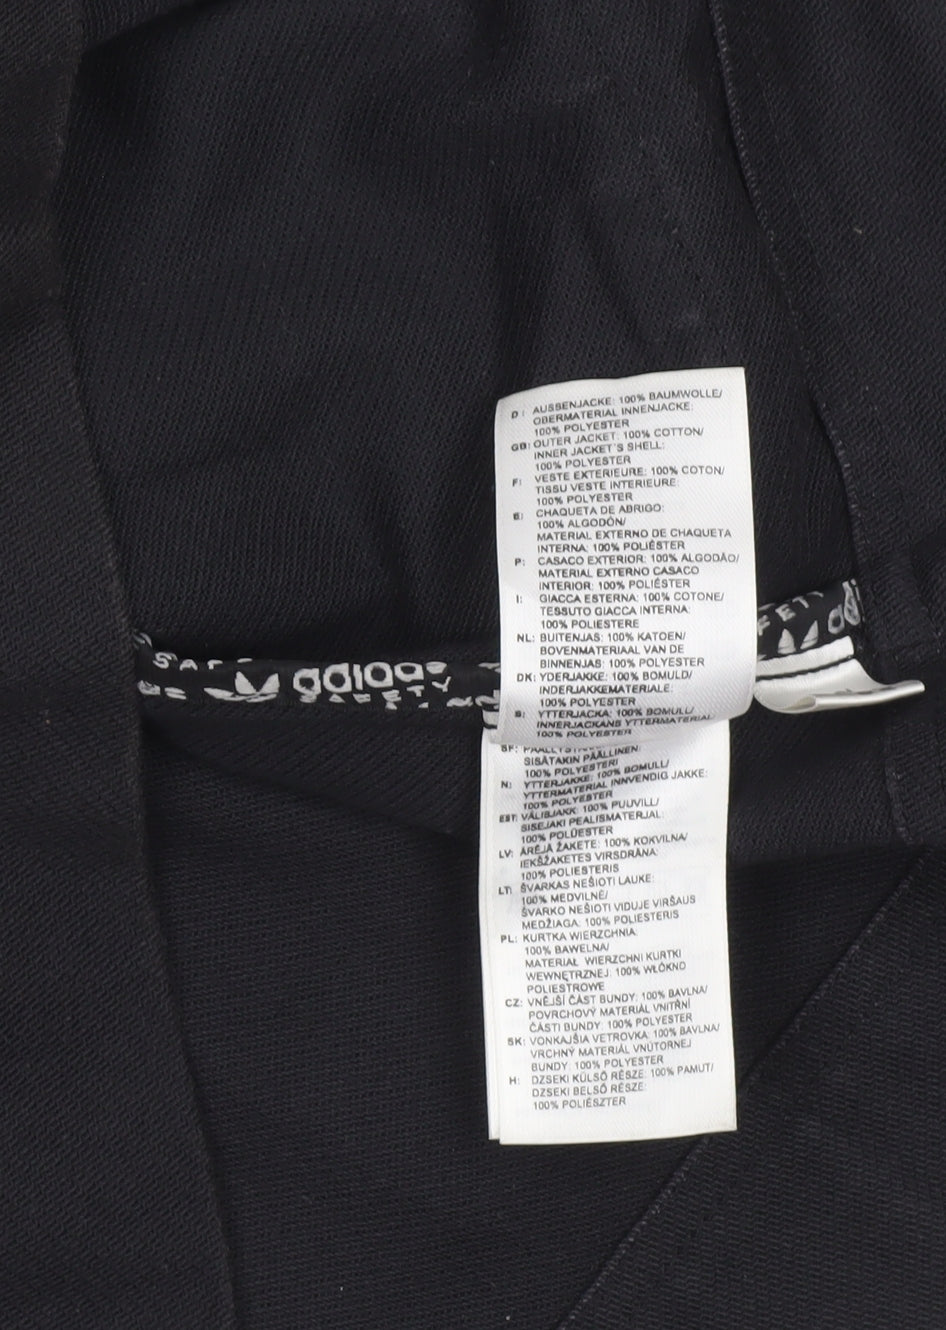 D: AUSSENJACKE: 100% BAUMWOLLE/
OBERMATERIAL INNENJACKE:
100% POLYESTER
GB: OUTER JACKET: 100% COTTON/
INNER JACKET´S SHELL:
100% POLYESTER
F: VESTE EXTERIEURE: 100% COTON/
TISSU VESTE INTERIEURE:
100% POLYESTER
E: CHAQUETA DE ABRIGO:
100% ALGODÓN/
MATERIAL EXTERNO DE CHAQUETA
INTERNA: 100% POLIÉSTER
P: CASACO EXTERIOR: 100% ALGODÃO/
MATERIAL EXTERNO CASACO
INTERIOR: 100% POLIÉSTER
I: GIACCA ESTERNA: 100% COTONE/
TESSUTO GIACCA INTERNA:
100% POLIESTERE
NL: BUITENJAS: 100% KATOEN/
BOVENMATERIAAL VAN DE
BINNENJAS: 100% POLYESTER
DK: YDERJAKKE: 100% BOMULD/
INDERJAKKEMATERIALE:
100% POLYESTER
S: YTTERJACKA: 100% BOMULL/
INNERJACKANS YTTERMATERIAL:
100% POLYESTER
adidas
SAFETY
SF:
SISÄTAKIN PÄÄLLINEN:
100% POLYESTERI
N: YTTERJAKKE: 100% BOMULL/
YTTERMATERIAL INNVENDIG JAKKE:
100% POLYESTER
EST: VÄLISJAKK: 100% PUUVILL/
SISEJAKI PEALISMATERJAL:
100% POLÜESTER
LV: ĀRĒJĀ ŽAKETE: 100% KOKVILNA/
IEKŠŽAKETES VIRSDRĀNA:
100% POLIESTERIS
LT: ŠVARKAS NEŠIOTI LAUKE:
100% MEDVILNĖ/
ŠVARKO NEŠIOTI VIDUJE VIRŠAUS
MEDŽIAGA: 100% POLIESTERIS
PL: KURTKA WIERZCHNIA:
100% BAWEŁNA/
MATERIAŁ WIERZCHNI KURTKI
WEWNĘTRZNEJ: 100% WŁÓKNO
POLIESTROWE
CZ: VNĚJŠÍ ČÁST BUNDY: 100% BAVLNA/
POVRCHOVÝ MATERIÁL VNITŘNÍ
ČÁSTI BUNDY: 100% POLYESTER
SK: VONKAJŠIA VETROVKA: 100% BAVLNA/
VRCHNÝ MATERIÁL VNÚTORNEJ
BUNDY: 100% POLYESTER
H: DZSEKI KÜLSŐ RÉSZE: 100% PAMUT/
DZSEKI BELSŐ RÉSZE:
100% POLIÉSZTER